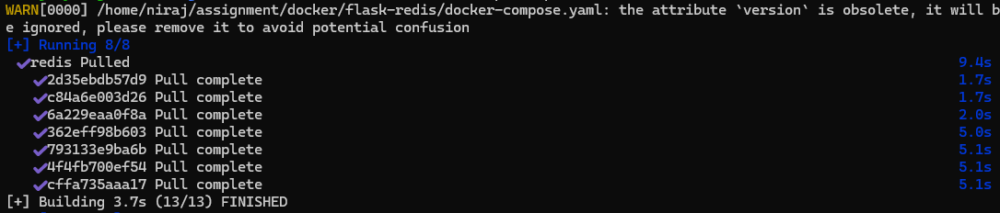 WARN[0000] /home/niraj/assignment/docker/flask-redis/docker-compose.yaml: the attribute `version` is obsolete, it will b
e ignored, please remove it to avoid potential confusion
[+] Running 8/8
✔redis Pulled 9.4s
✔2d35ebdb57d9 Pull complete 1.7s
✔c84a6e003d26 Pull complete 1.7s
✔6a229eaa0f8a Pull complete 2.0s
✔362eff98b603 Pull complete 5.0s
✔793133e9ba6b Pull complete 5.1s
✔4f4fb700ef54 Pull complete 5.1s
✔cffa735aaa17 Pull complete 5.1s
[+] Building 3.7s (13/13) FINISHED